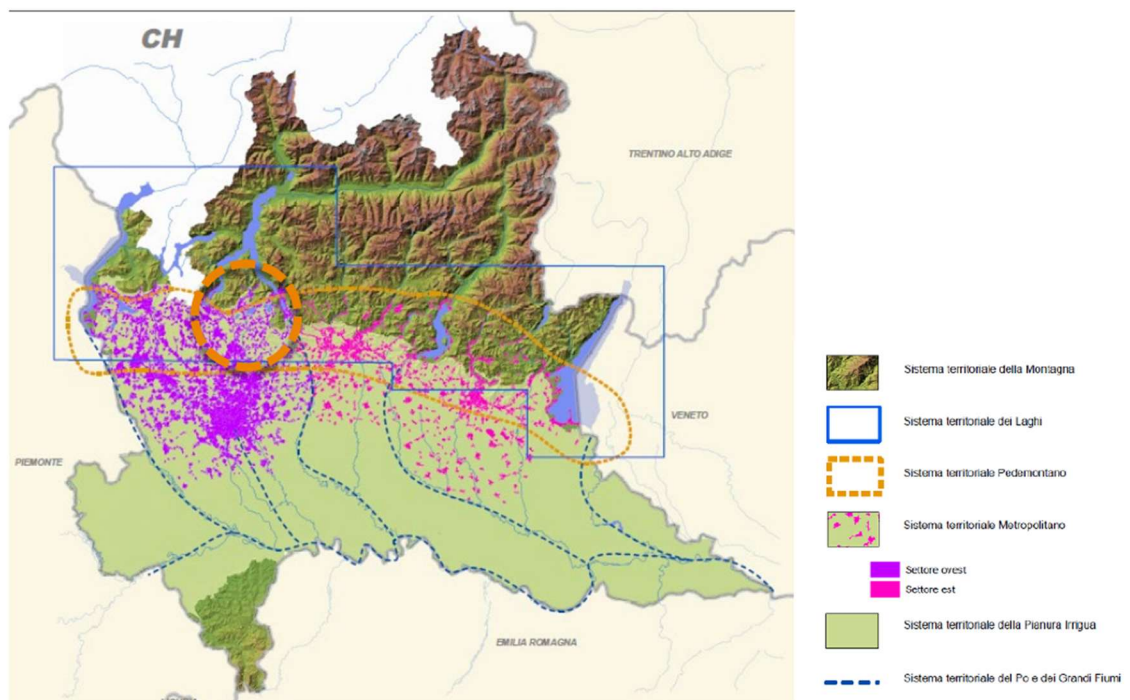 CH
TRENTINO ALTO ADIGE
VENETO
PIEMONTE
EMILIA ROMAGNA
Sistema territoriale della Montagna
Sistema territoriale dei Laghi
Sistema territoriale Pedemontano
Sistema territoriale Metropolitano
Settore ovest
Settore est
Sistema territoriale della Pianura Irrigua
Sistema territoriale del Po e dei Grandi Fiumi